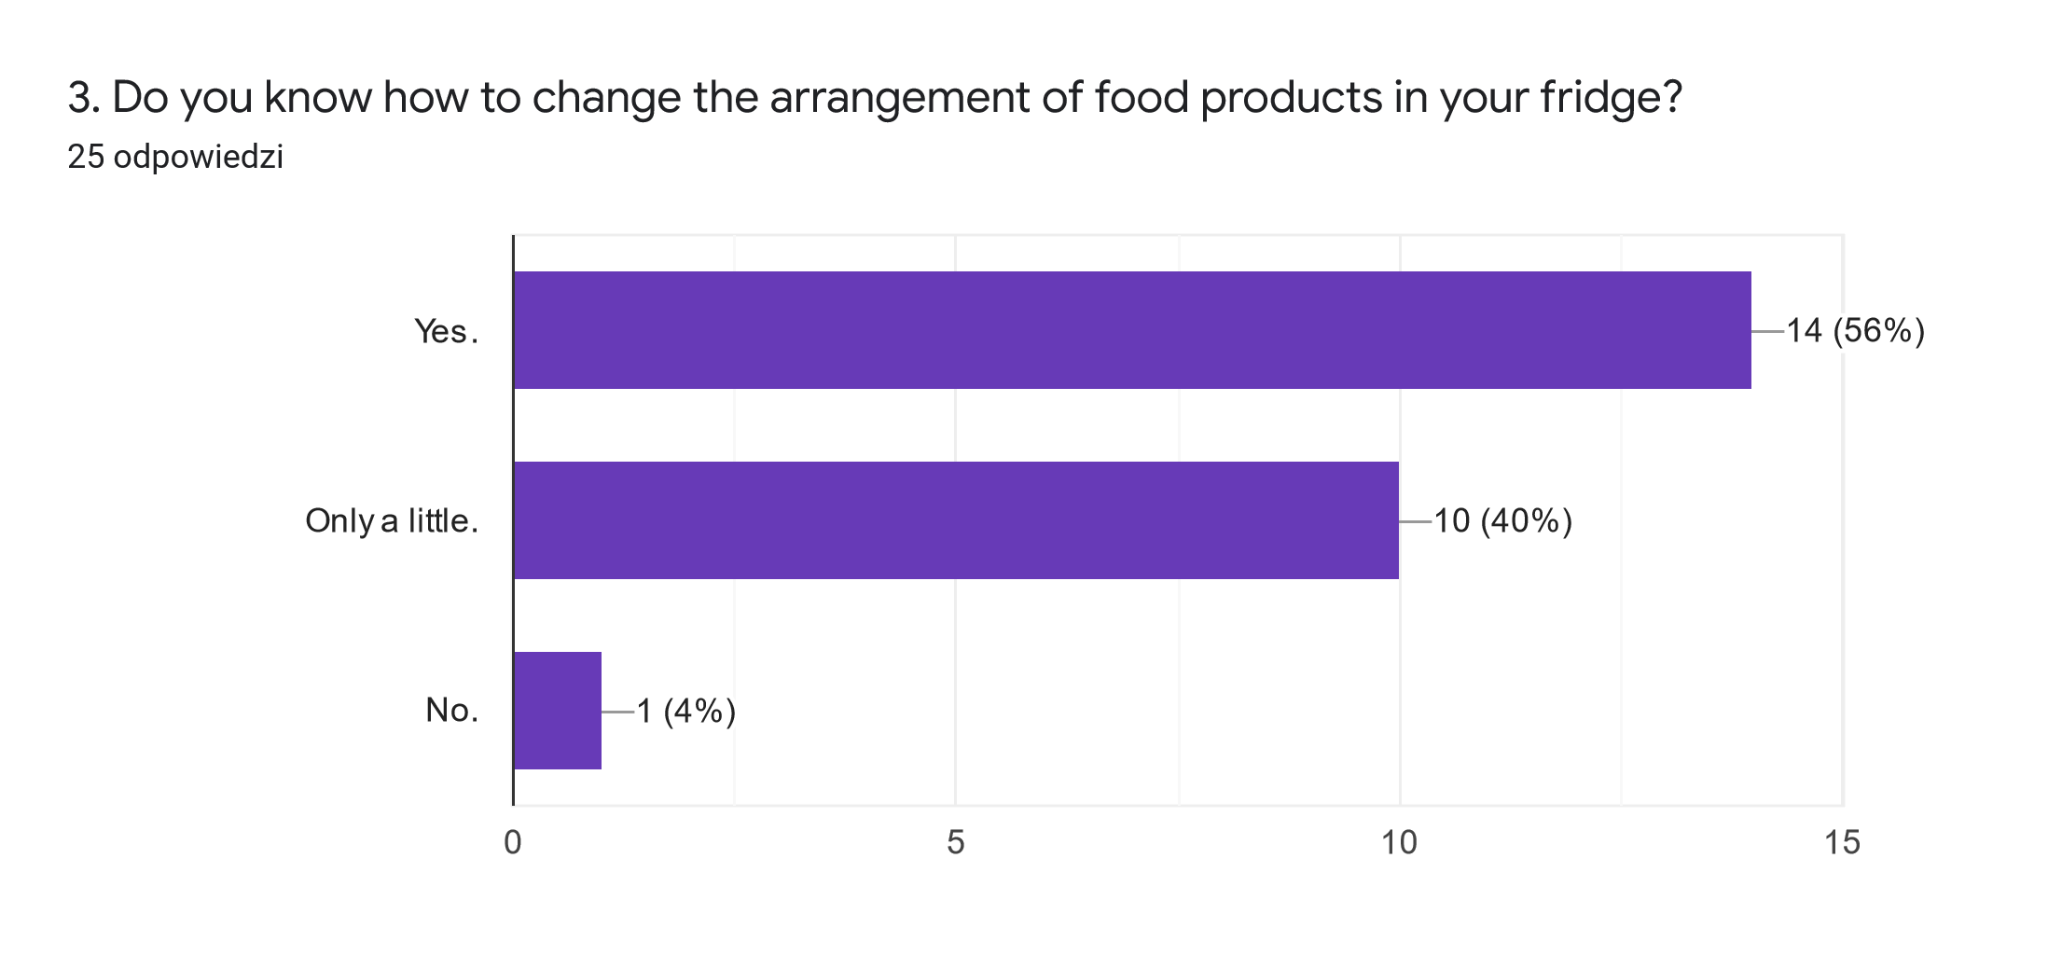 3. Do you know how to change the arrangement of food products in your fridge?
25 odpowiedzi
Yes.
14 (56%)
Only a little.
10 (40%)
No.
1 (4%)
0
5
10
15